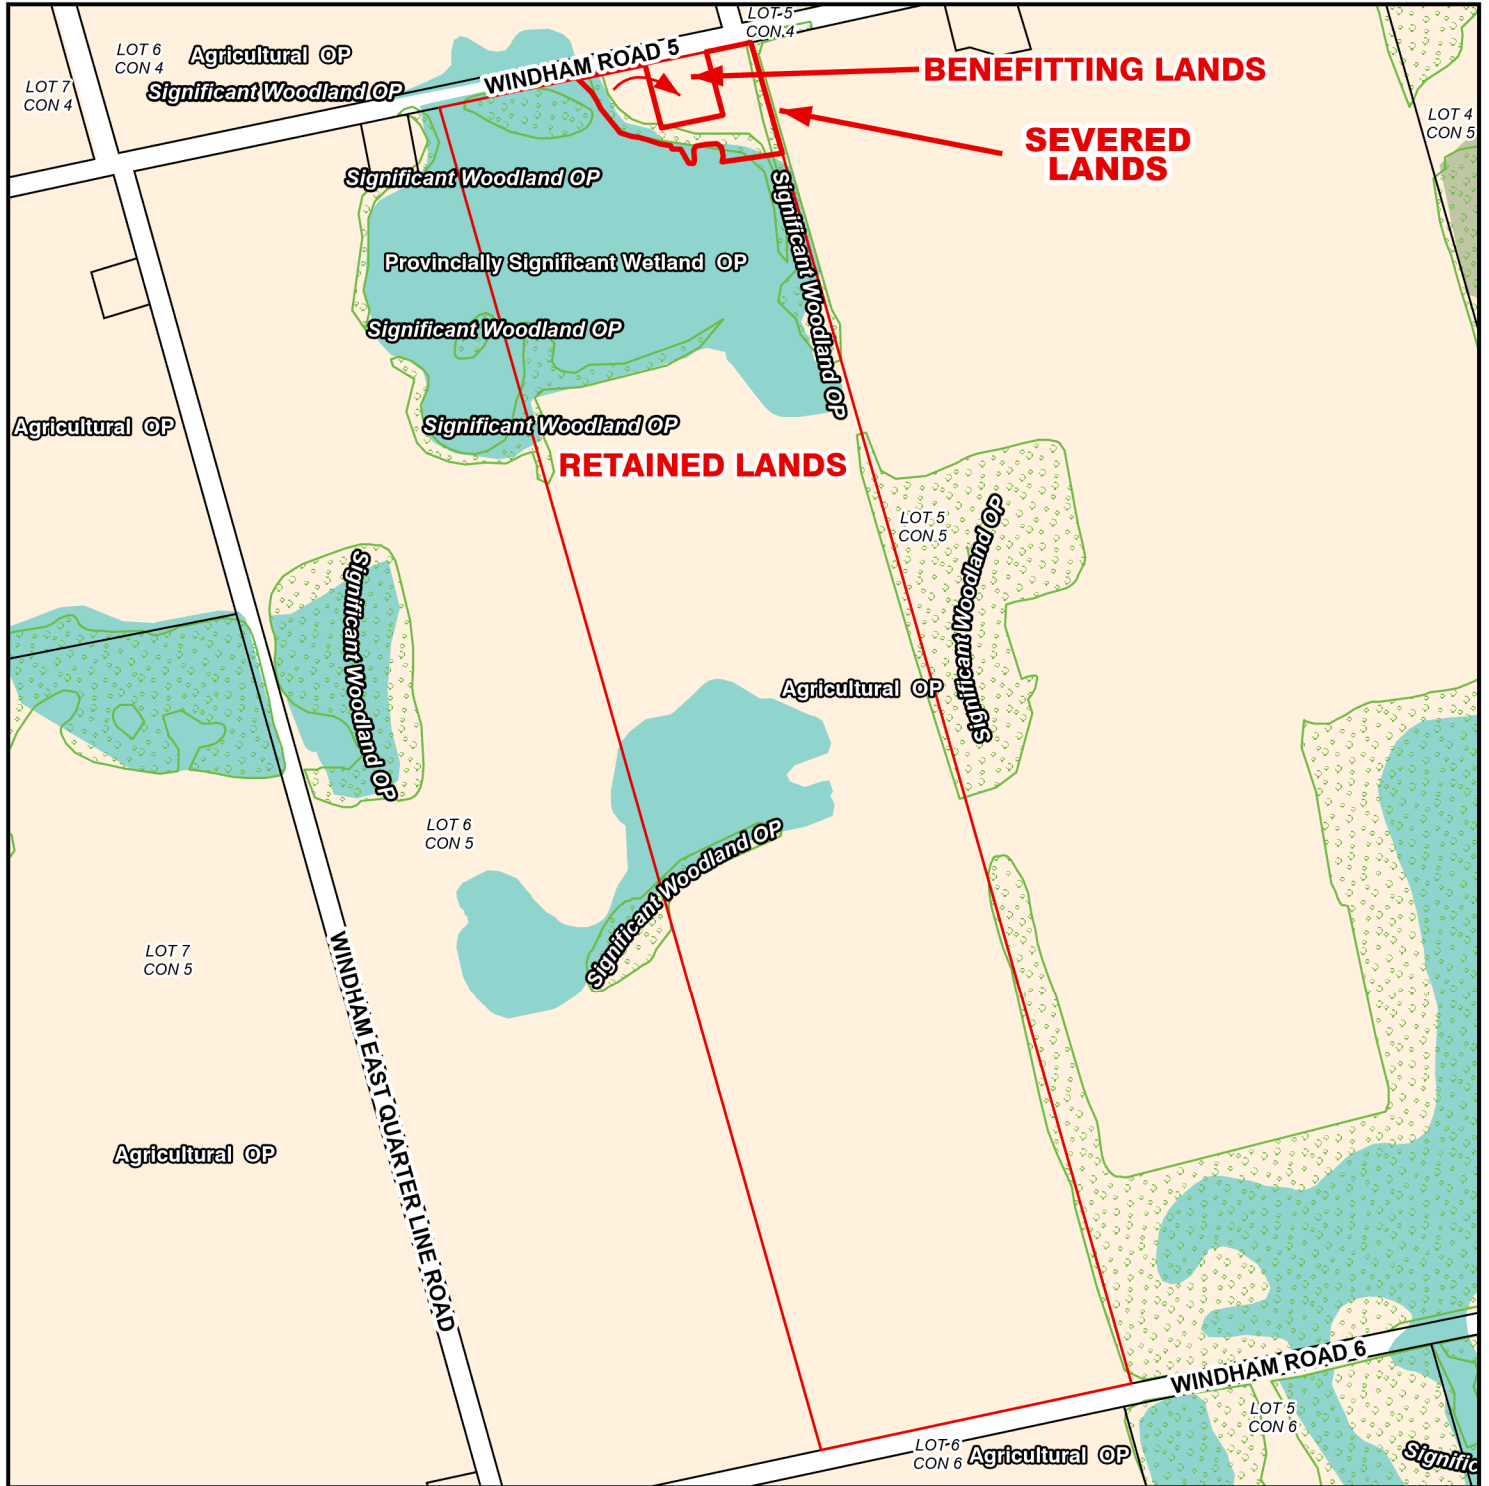 LOT 5
CON 4
LOT 6
CON 4
Agricultural OP
WINDHAM ROAD 5
BENEFITTING LANDS
LOT 7
CON 4
Significant Woodland OP
LOT 4
CON 5
SEVERED
LANDS
Significant Woodland OP
Significant Woodland OP
Provincially Significant Wetland OP
Significant Woodland OP
Agricultural OP
Significant Woodland OP
RETAINED LANDS
LOT 5
CON 5
Significant Woodland OP
Significant Woodland OP
Agricultural OP
LOT 6
CON 5
Significant Woodland OP
LOT 7
CON 5
WINDHAM EAST QUARTER LINE ROAD
Agricultural OP
WINDHAM ROAD 6
LOT 5
CON 6
LOT 6
CON 6
Agricultural OP
Signific